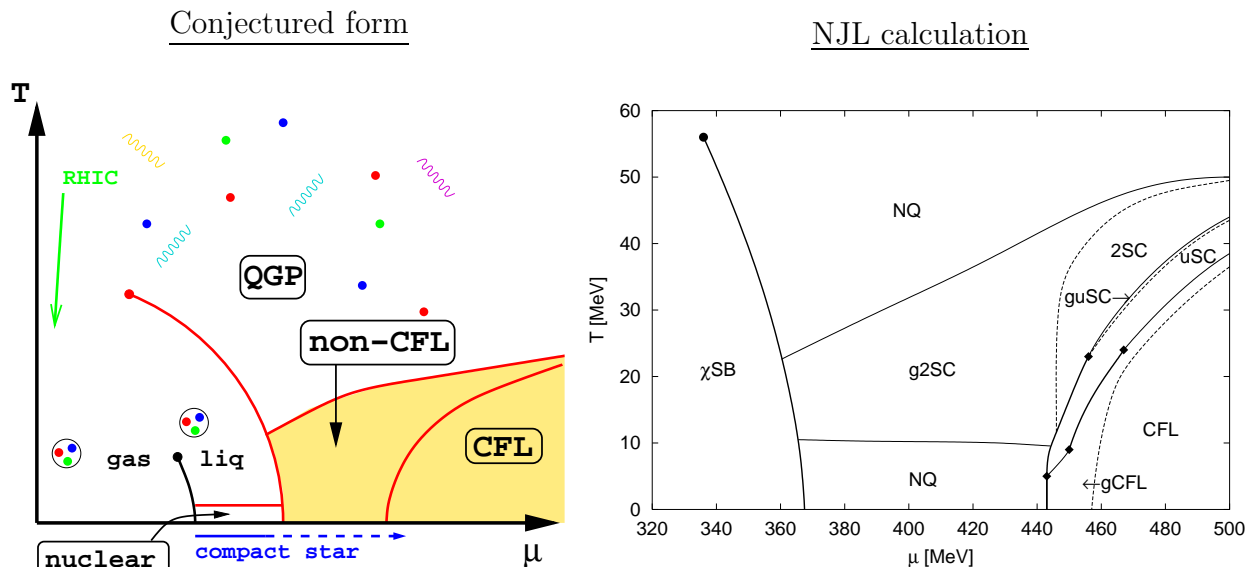 Conjectured form
T
RHIC
QGP
non-CFL
CFL
gas
liq
nuclear
compact star
μ
NJL calculation
60
50
40
30
20
10
0
T [MeV]
NQ
2SC
uSC
guSC→
χSB
g2SC
CFL
NQ
←gCFL
320 340 360 380 400 420 440 460 480 500
μ [MeV]